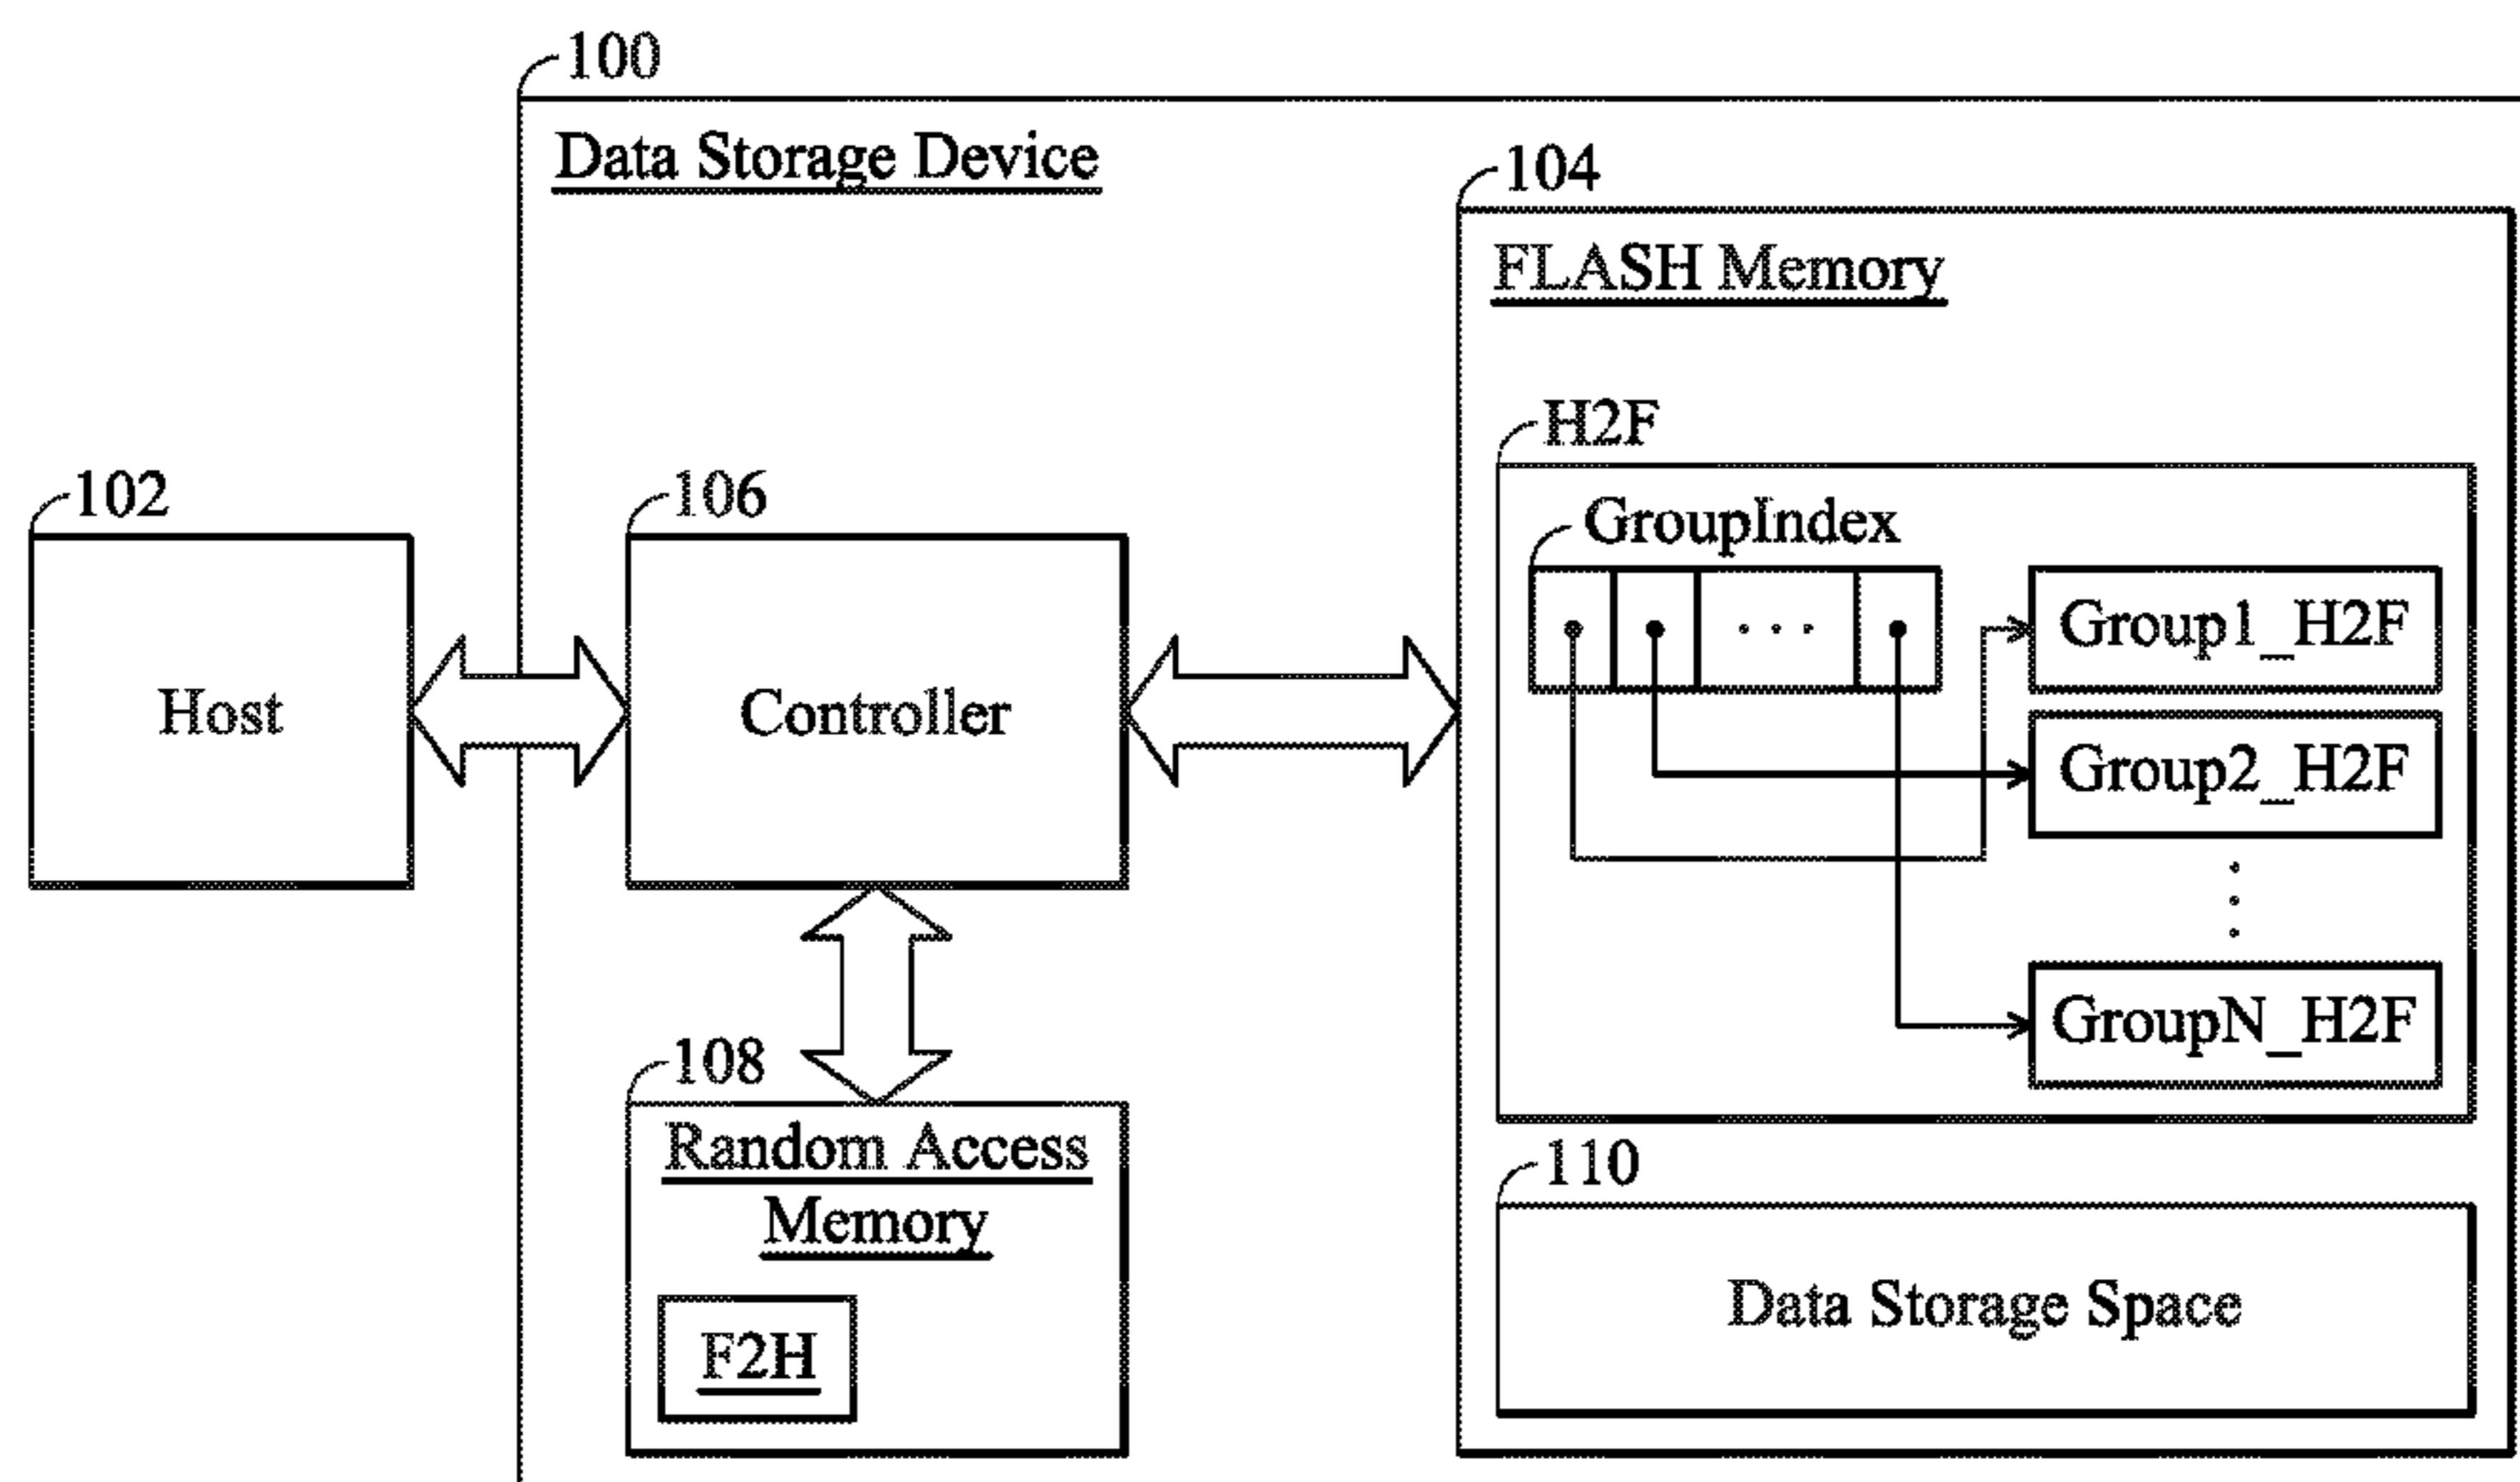 100
Data Storage Device
104
FLASH Memory
H2F
GroupIndex
. . .
Group1_H2F
Group2_H2F
GroupN_H2F
102
Host
106
Controller
108
Random Access
Memory
F2H
110
Data Storage Space